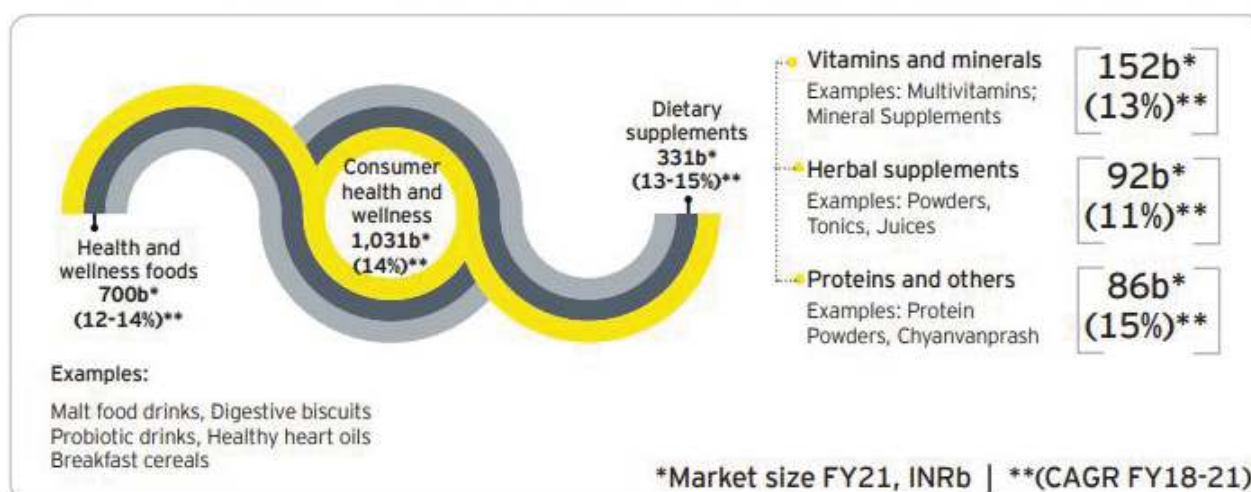 Health and
wellness foods
700b*
(12-14%)**
Examples:
Malt food drinks, Digestive biscuits
Probiotic drinks, Healthy heart oils
Breakfast cereals
Consumer
health and
wellness
1,031b*
(14%)**
Dietary
supplements
331b*
(13-15%)**
Vitamins and minerals
Examples: Multivitamins;
Mineral Supplements
152b*
(13%)**
Herbal supplements
Examples: Powders,
Tonics, Juices
92b*
(11%)**
Proteins and others
Examples: Protein
Powders, Chyanvanprash
86b*
(15%)**
*Market size FY21, INRb | **(CAGR FY18-21)